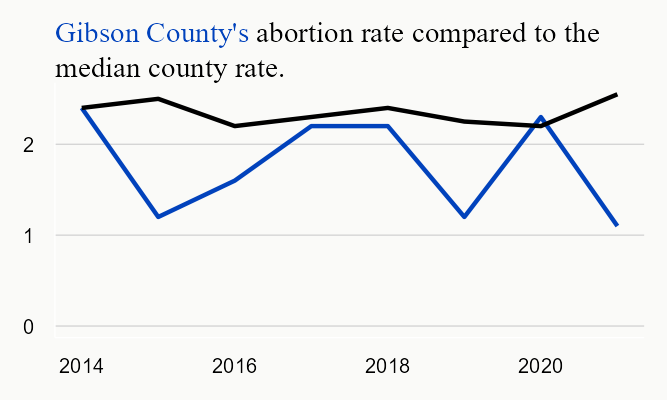 Gibson County's abortion rate compared to the
median county rate.
2
1
0
2014 2016 2018 2020